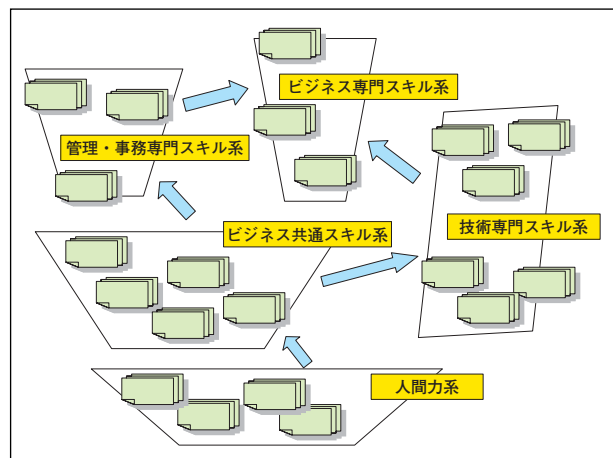 ビジネス専門スキル系
管理・事務専門スキル系
技術専門スキル系
ビジネス共通スキル系
人間力系